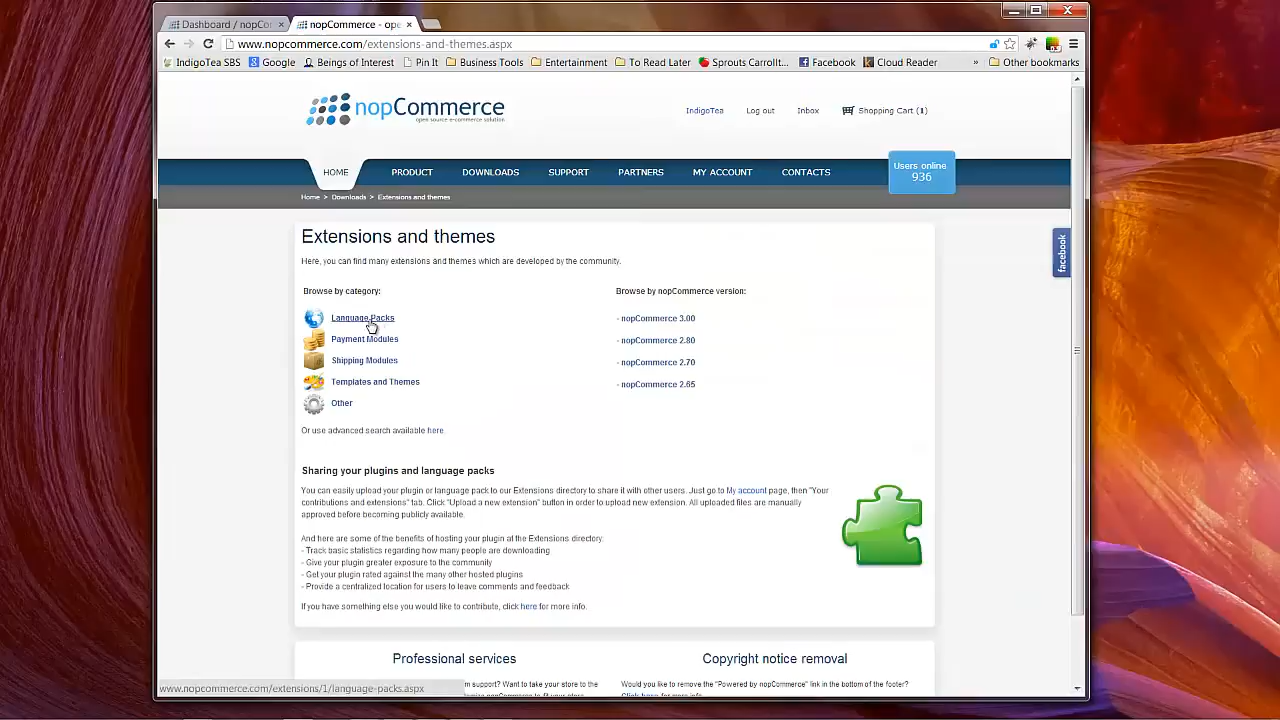 Dashboard / nopCo
nopCommerce - ope
www.nopcommerce.com/extensions-and-themes.aspx
IndigoTea SBS
Google
Beings of Interest
Pin It
Business Tools
Entertainment
To Read Later
Sprouts Carrollt...
Facebook
Cloud Reader
»
Other bookmarks
nopCommerce
open source e-commerce solution
IndigoTea
Log out
Inbox
Shopping Cart (1)
HOME
PRODUCT
DOWNLOADS
SUPPORT
PARTNERS
MY ACCOUNT
CONTACTS
Users online
936
Home > Downloads > Extensions and themes
facebook
Extensions and themes
Here, you can find many extensions and themes which are developed by the community.
Browse by category:
Language Packs
Payment Modules
Shipping Modules
Templates and Themes
Other
Browse by nopCommerce version:
- nopCommerce 3.00
- nopCommerce 2.80
- nopCommerce 2.70
- nopCommerce 2.65
Or use advanced search available here.
Sharing your plugins and language packs
You can easily upload your plugin or language pack to our Extensions directory to share it with other users. Just go to My account page, then "Your
contributions and extensions" tab. Click "Upload a new extension" button in order to upload new extension. All uploaded files are manually
approved before becoming publicly available.
And here are some of the benefits of hosting your plugin at the Extensions directory:
- Track basic statistics regarding how many people are downloading
- Give your plugin greater exposure to the community
- Get your plugin rated against the many other hosted plugins
- Provide a centralized location for users to leave comments and feedback
If you have something else you would like to contribute, click here for more info.
Professional services
m support? Want to take your store to the
Copyright notice removal
Would you like to remove the "Powered by nopCommerce" link in the bottom of the footer?
Click here for more info.
www.nopcommerce.com/extensions/1/language-packs.aspx